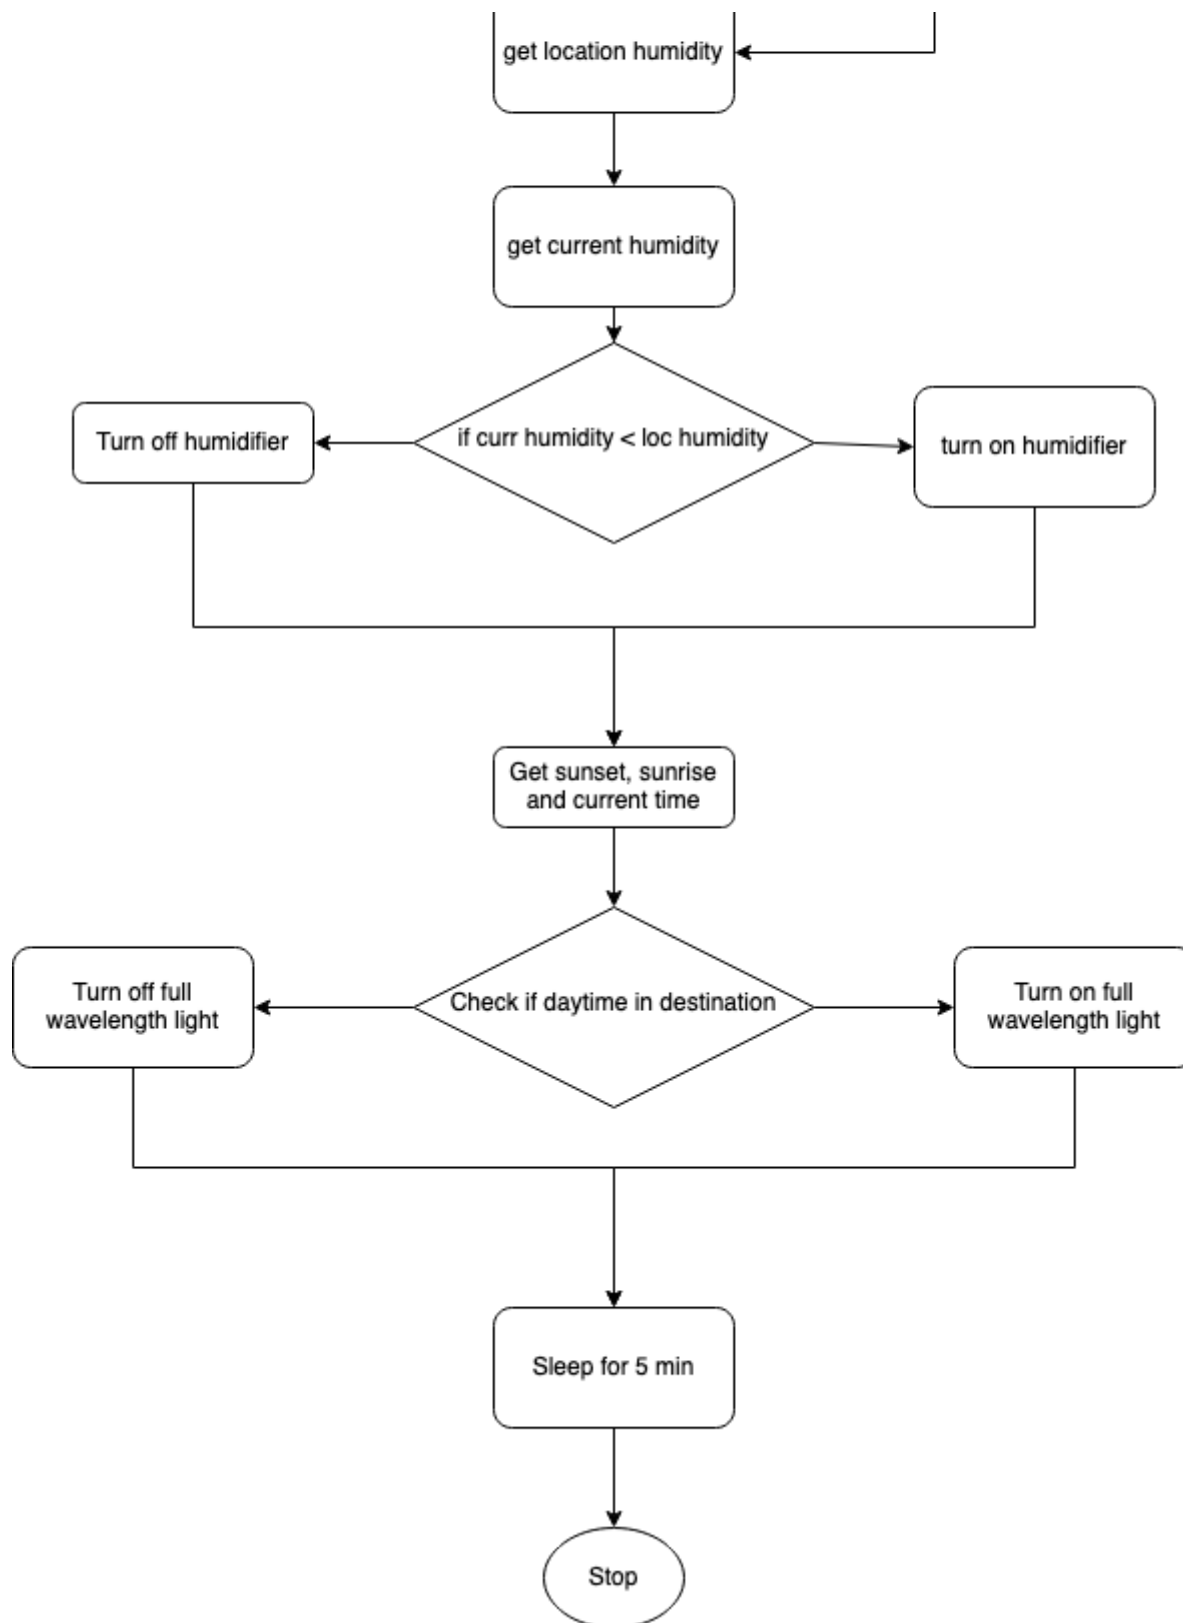 get location humidity
get current humidity
Turn off humidifier
if curr humidity < loc humidity
turn on humidifier
Get sunset, sunrise
and current time
Turn off full
wavelength light
Check if daytime in destination
Turn on full
wavelength light
Sleep for 5 min
Stop